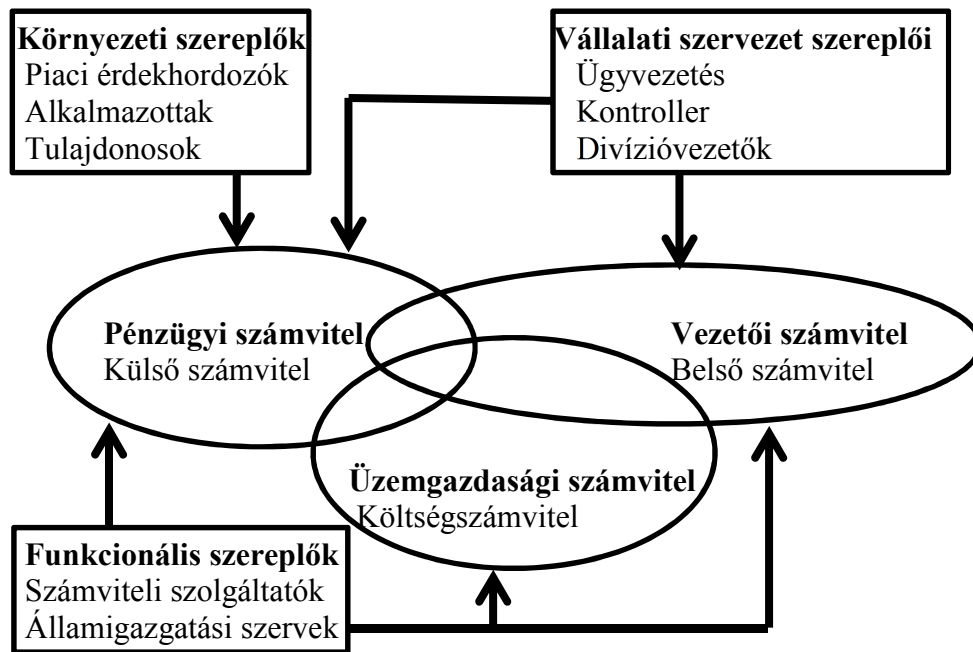 Környezeti szereplők
Piaci érdekhordozók
Alkalmazottak
Tulajdonosok
Vállalati szervezet szereplői
Ügyvezetés
Kontroller
Divízióvezetők
Pénzügyi számvitel
Külső számvitel
Vezetői számvitel
Belső számvitel
Üzemgazdasági számvitel
Költségszámvitel
Funkcionális szereplők
Számviteli szolgáltatók
Államigazgatási szervek